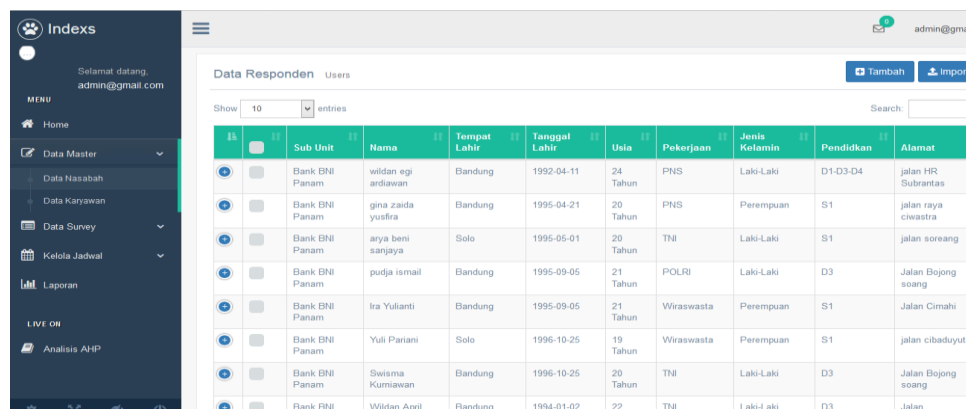 Indexs
0
admin@gma
Selamat datang,
admin@gmail.com
MENU
Home
Data Master
Data Nasabah
Data Karyawan
Data Survey
Kelola Jadwal
Laporan
LIVE ON
Analisis AHP
Data Responden Users
Tambah Impor
Show 10 entries Search:
Sub Unit Nama Tempat Lahir Tanggal Lahir Usia Pekerjaan Jenis Kelamin Pendidkan Alamat
Bank BNI Panam wildan egi ardiawan Bandung 1992-04-11 24 Tahun PNS Laki-Laki D1-D3-D4 jalan HR Subrantas
Bank BNI Panam gina zaida yusfira Bandung 1995-04-21 20 Tahun PNS Perempuan S1 jalan raya ciwastra
Bank BNI Panam arya beni sanjaya Solo 1995-05-01 20 Tahun TNI Laki-Laki S1 jalan soreang
Bank BNI Panam pudja ismail Bandung 1995-09-05 21 Tahun POLRI Laki-Laki D3 Jalan Bojong soang
Bank BNI Panam Ira Yulianti Bandung 1995-09-05 21 Tahun Wiraswasta Perempuan S1 Jalan Cimahi
Bank BNI Panam Yuli Pariani Solo 1996-10-25 19 Tahun Wiraswasta Perempuan S1 jalan cibaduyut
Bank BNI Panam Swisma Kurniawan Bandung 1996-10-25 20 Tahun TNI Laki-Laki D3 Jalan Bojong soang
Bank BNI Wildan April Bandung 1994-01-02 22 TNI Laki-Laki D3 Jalan